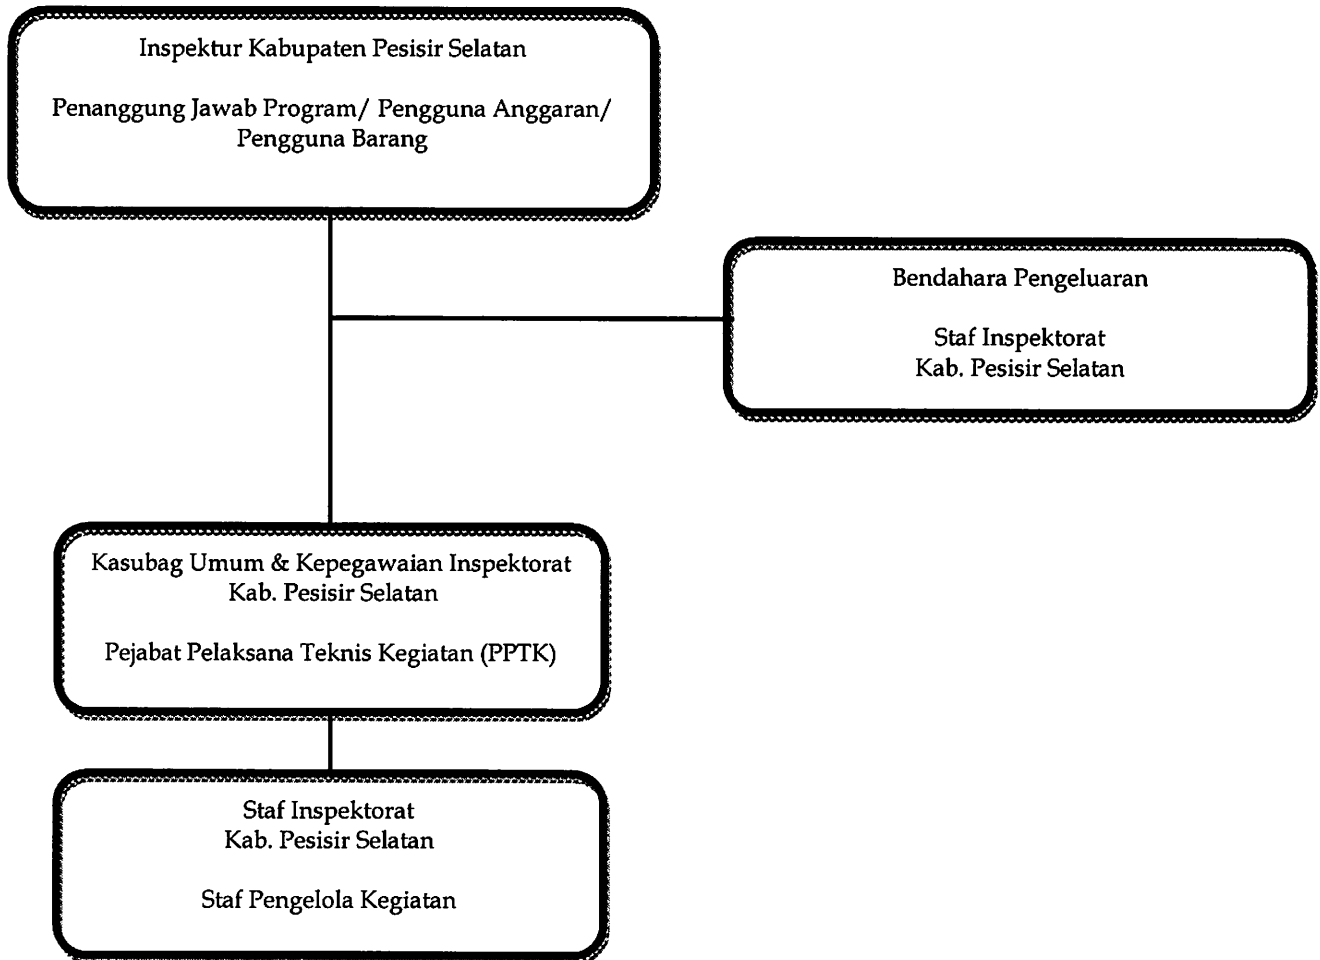 Inspektur Kabupaten Pesisir Selatan
Penanggung Jawab Program/ Pengguna Anggaran/
Pengguna Barang
Bendahara Pengeluaran
Staf Inspektorat
Kab. Pesisir Selatan
Kasubag Umum & Kepegawaian Inspektorat
Kab. Pesisir Selatan
Pejabat Pelaksana Teknis Kegiatan (PPTK)
Staf Inspektorat
Kab. Pesisir Selatan
Staf Pengelola Kegiatan